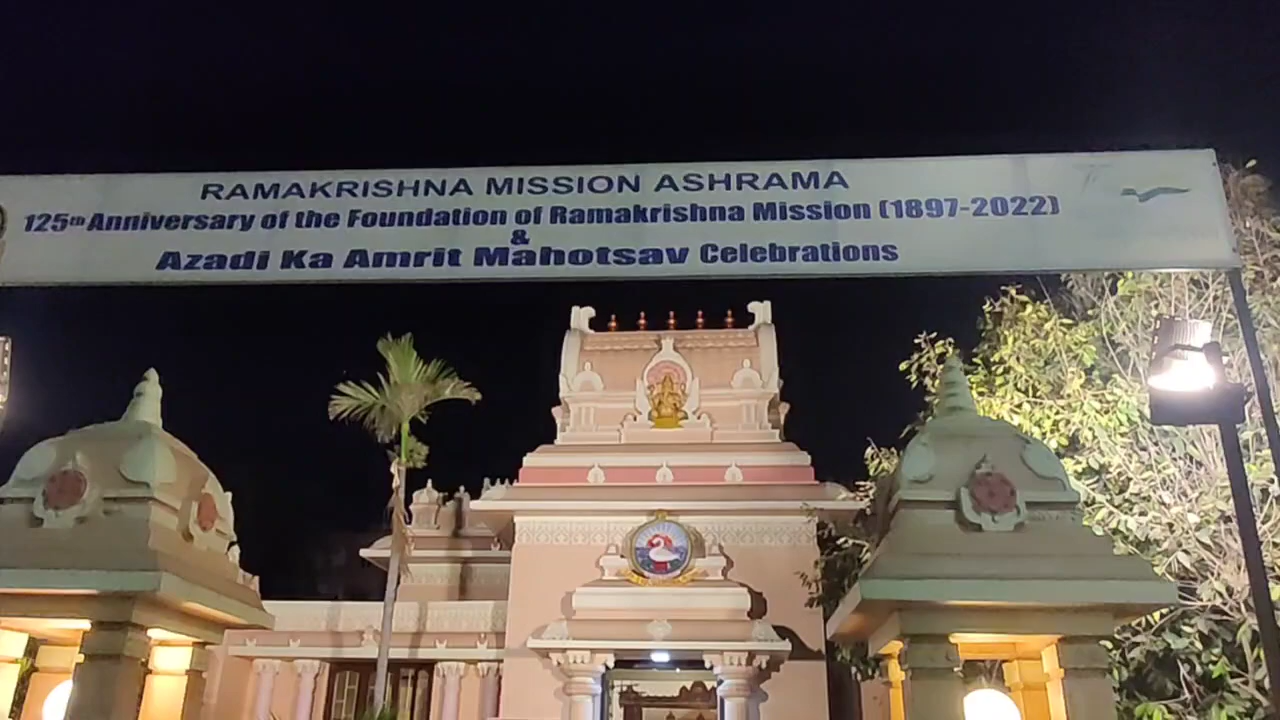 RAMAKRISHNA MISSION ASHRAMA
125th Anniversary of the Foundation of Ramakrishna Mission (1897-2022)
&
Azadi Ka Amrit Mahotsav Celebrations